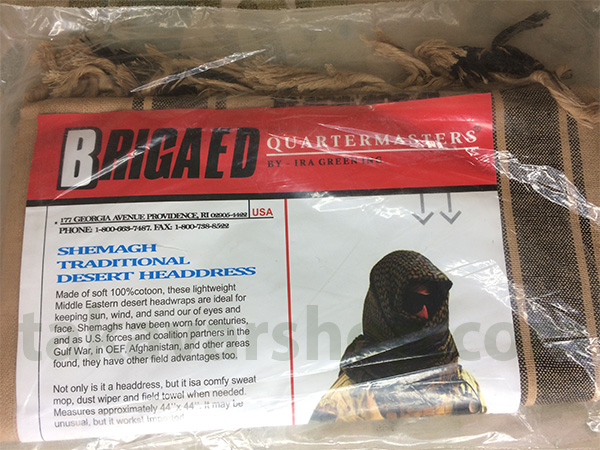 BRIGAED
QUARTERMASTERS
BY - IRA GREEN INC
177 GEORGIA AVENUE PROVIDENCE, RI 02905-4422
USA
PHONE: 1-800-663-7487. FAX: 1-800-738-8522
SHEMAGH
TRADITIONAL
DESERT HEADDRESS
Made of soft 100%cotoon, these lightweight
Middle Eastern desert headwraps are ideal for
keeping sun, wind, and sand our of eyes and
face. Shemaghs have been worn for centuries,
and as U.S. forces and coalition partners in the
Gulf War, in OEF, Afghanistan, and other areas
found, they have other field advantages too.
Not only is it a headdress, but it isa comfy sweat
mop, dust wiper and field towel when needed.
Measures approximately 44"x 44". It may be
unusual, but it works!